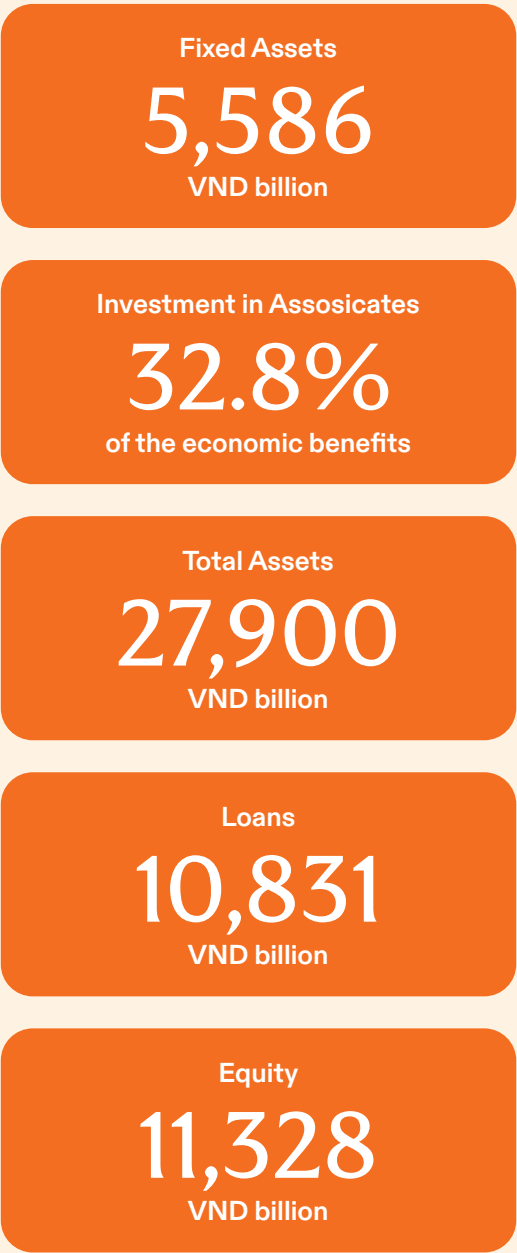 Fixed Assets
5,586
VND billion
Investment in Assosicates
32.8%
of the economic benefits
Total Assets
27,900
VND billion
Loans
10,831
VND billion
Equity
11,328
VND billion